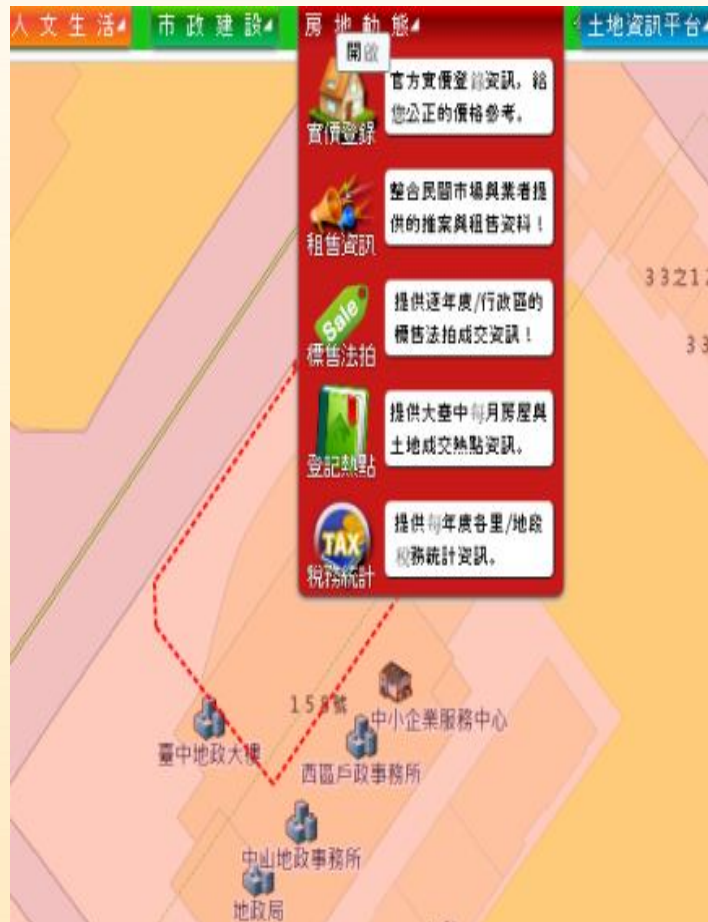 人文生活
市政建設
房地動態
土地資訊平台
開啟
官方實價登錄資訊，給
您公正的價格參考。
實價登錄
整合民間市場與業者提
供的推案與租售資料！
租售資訊
提供逐年度/行政區的
標售法拍成交資訊！
Sale
標售法拍
提供大臺中每月房屋與
土地成交熱點資訊。
登記熱點
提供每年度各里/地段
稅務統計資訊。
TAX
稅務統計
33之12
33
158號
中小企業服務中心
臺中地政大樓
西區戶政事務所
中山地政事務所
地政局